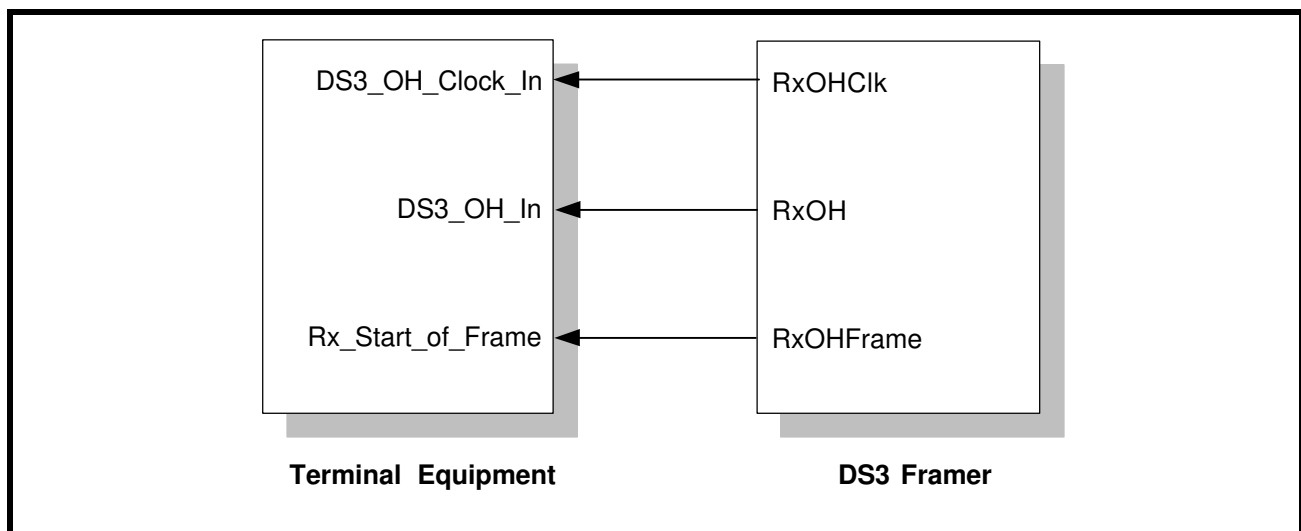 DS3_OH_Clock_In
RxOHClk
DS3_OH_In
RxOH
Rx_Start_of_Frame
RxOHFrame
Terminal Equipment
DS3 Framer